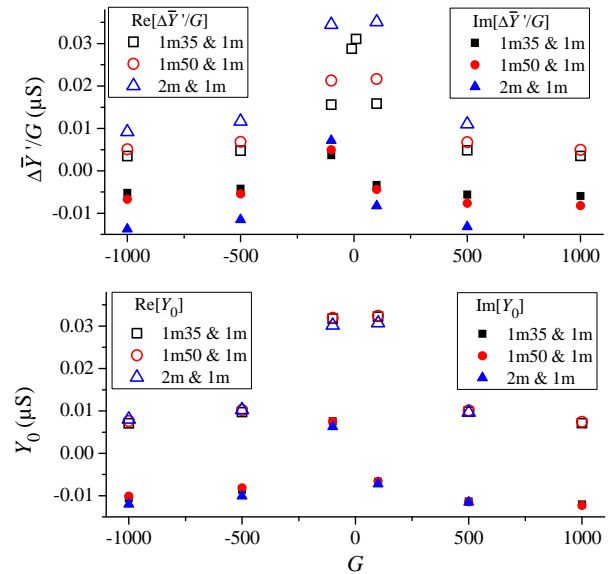 Re[ΔY̅ '/G]
1m35 & 1m
1m50 & 1m
2m & 1m
Im[ΔY̅ '/G]
1m35 & 1m
1m50 & 1m
2m & 1m
ΔY̅ '/G (μS)
0.03
0.02
0.01
0.00
-0.01
-1000 -500 0 500 1000
Re[Y0]
1m35 & 1m
1m50 & 1m
2m & 1m
Im[Y0]
1m35 & 1m
1m50 & 1m
2m & 1m
Y0 (μS)
0.03
0.02
0.01
0.00
-0.01
-1000 -500 0 500 1000
G